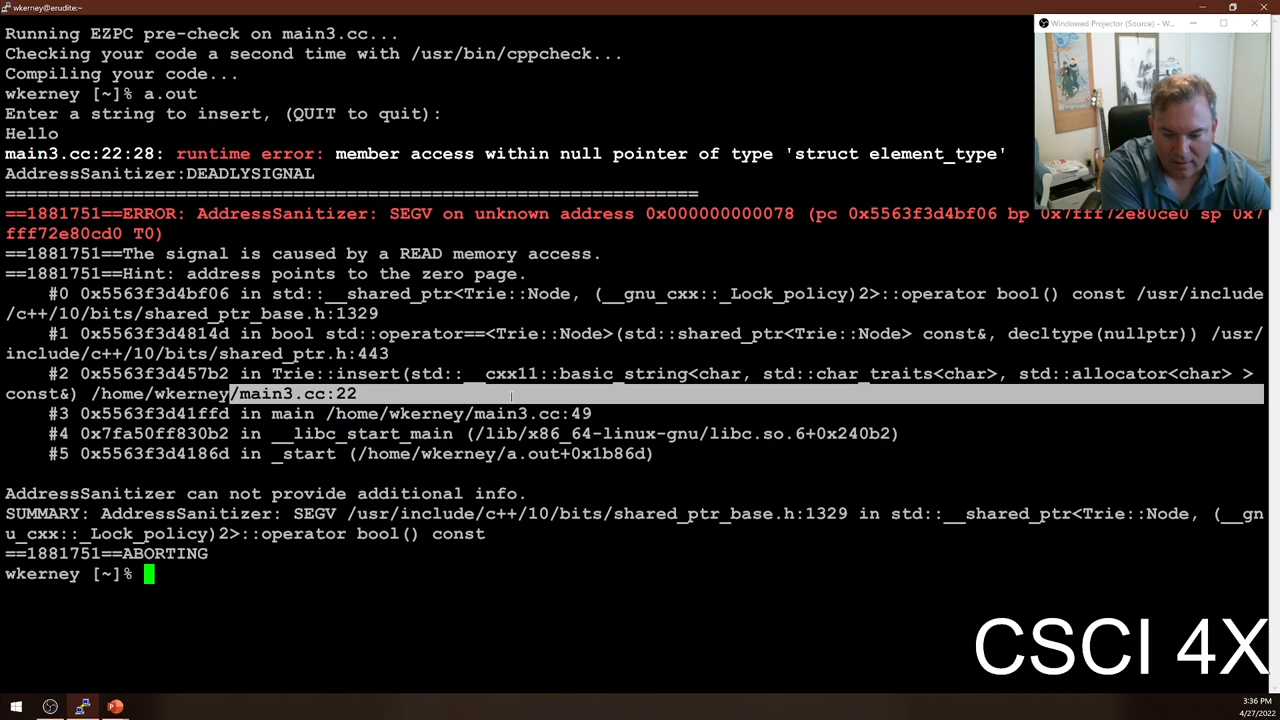 wkerney@erudite:~
Running EZPC pre-check on main3.cc...
Checking your code a second time with /usr/bin/cppcheck...
Compiling your code...
wkerney [~]% a.out
Enter a string to insert, (QUIT to quit):
Hello
main3.cc:22:28: runtime error: member access within null pointer of type 'struct element_type'
AddressSanitizer:DEADLYSIGNAL
=================================================================
==1881751==ERROR: AddressSanitizer: SEGV on unknown address 0x000000000078 (pc 0x5563f3d4bf06 bp 0x7fff72e80ce0 sp 0x7
fff72e80cd0 T0)
==1881751==The signal is caused by a READ memory access.
==1881751==Hint: address points to the zero page.
#0 0x5563f3d4bf06 in std::__shared_ptr<Trie::Node, (__gnu_cxx::_Lock_policy)2>::operator bool() const /usr/include
/c++/10/bits/shared_ptr_base.h:1329
#1 0x5563f3d4814d in bool std::operator==<Trie::Node>(std::shared_ptr<Trie::Node> const&, decltype(nullptr)) /usr/
include/c++/10/bits/shared_ptr.h:443
#2 0x5563f3d457b2 in Trie::insert(std::__cxx11::basic_string<char, std::char_traits<char>, std::allocator<char> >
const&) /home/wkerney/main3.cc:22
#3 0x5563f3d41ffd in main /home/wkerney/main3.cc:49
#4 0x7fa50ff830b2 in __libc_start_main (/lib/x86_64-linux-gnu/libc.so.6+0x240b2)
#5 0x5563f3d4186d in _start (/home/wkerney/a.out+0x1b86d)
AddressSanitizer can not provide additional info.
SUMMARY: AddressSanitizer: SEGV /usr/include/c++/10/bits/shared_ptr_base.h:1329 in std::__shared_ptr<Trie::Node, (__gn
u_cxx::_Lock_policy)2>::operator bool() const
==1881751==ABORTING
wkerney [~]%
Windowed Projector (Source) - W...
CSCI 4X
3:36 PM
4/27/2022